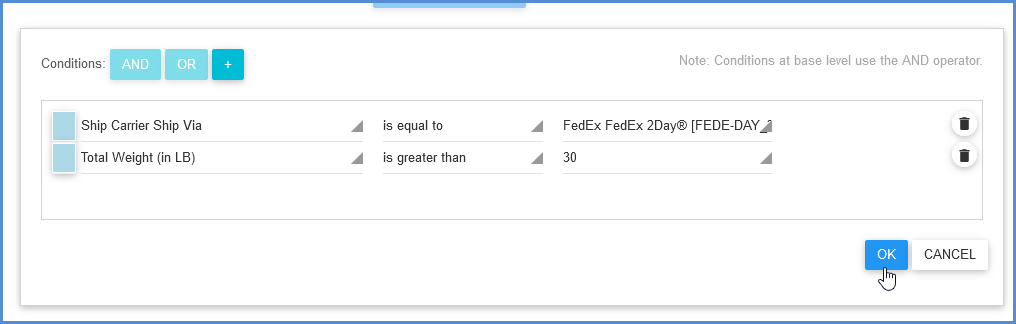 Conditions: AND OR + Note: Conditions at base level use the AND operator.
Ship Carrier Ship Via is equal to FedEx FedEx 2Day® [FEDE-DAY_
Total Weight (in LB) is greater than 30
OK CANCEL